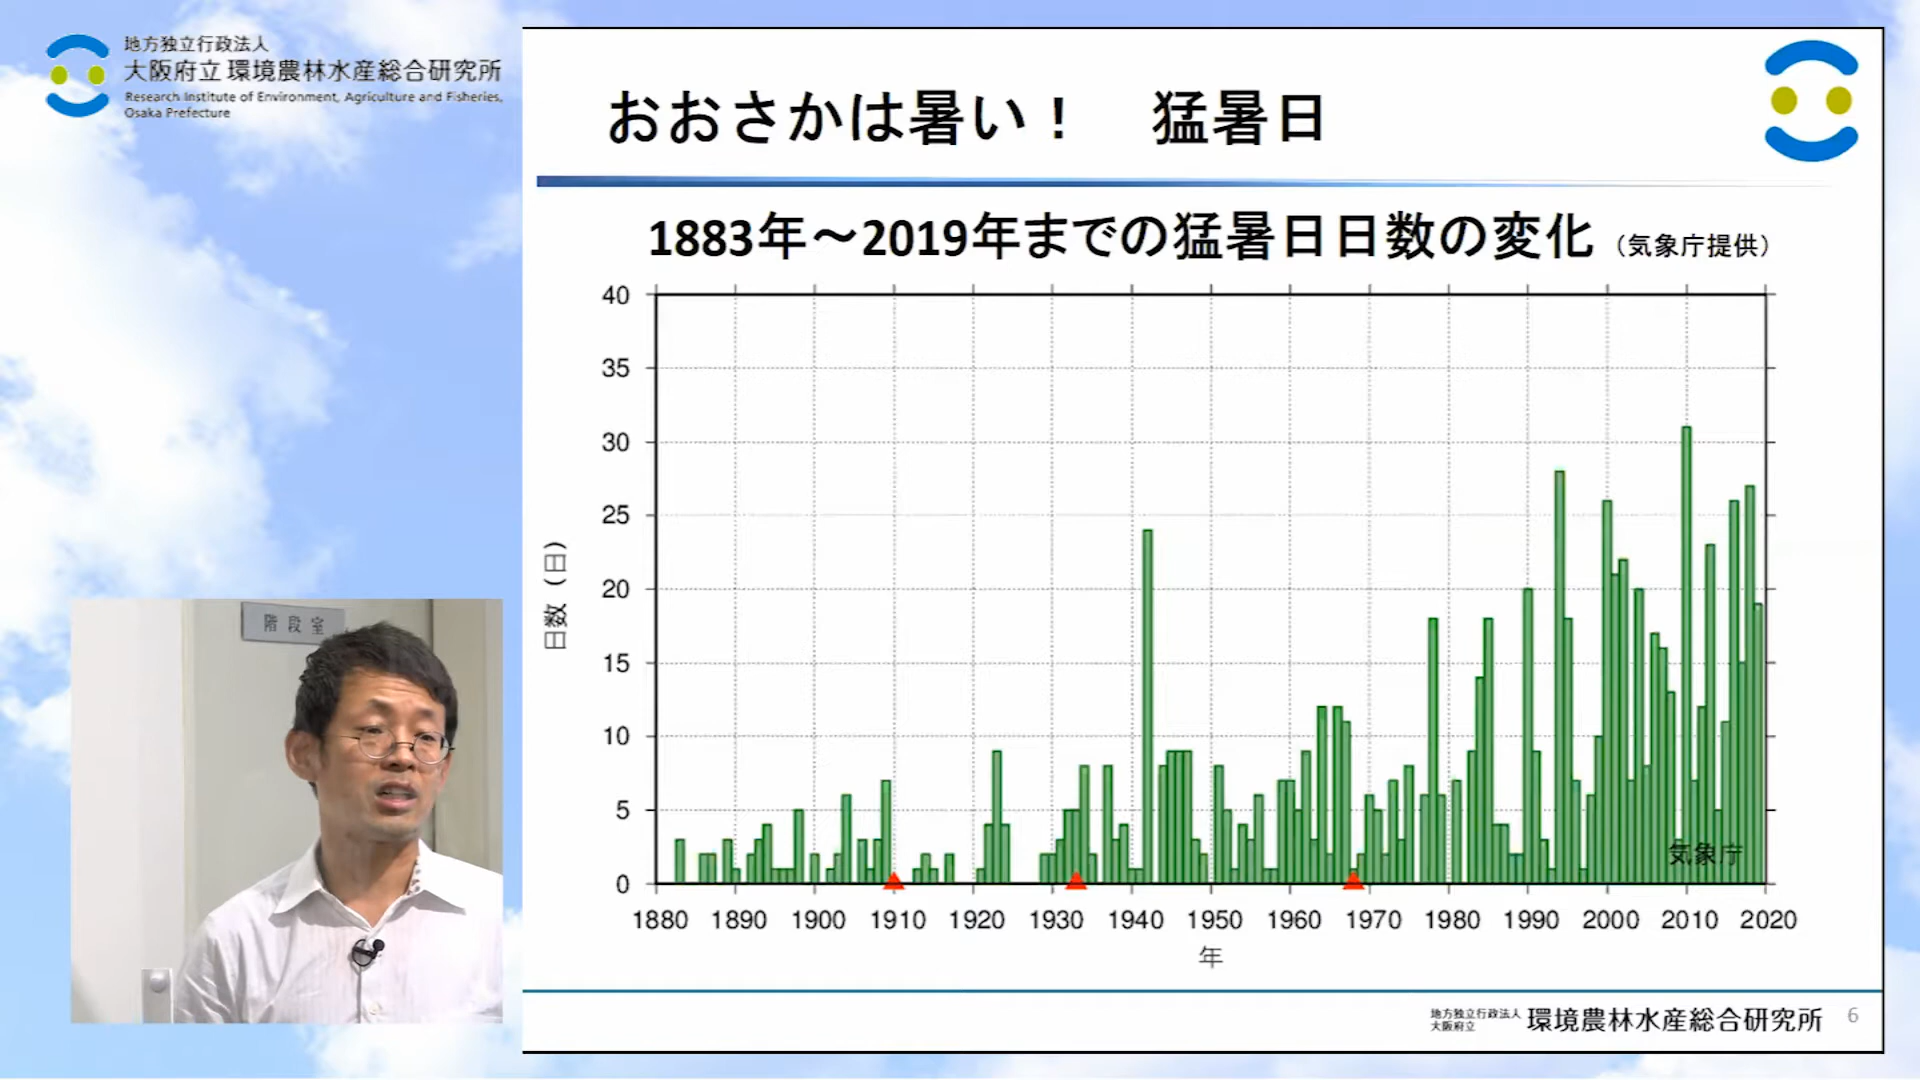 地方独立行政法人
大阪府立 環境農林水産総合研究所
Research Institute of Environment, Agriculture and Fisheries,
Osaka Prefecture
おおさかは暑い！ 猛暑日
1883年～2019年までの猛暑日日数の変化（気象庁提供）
40
35
30
25
20
15
10
5
0
日数（日）
気象庁
1880 1890 1900 1910 1920 1930 1940 1950 1960 1970 1980 1990 2000 2010 2020
年
階段室
地方独立行政法人
大阪府立
環境農林水産総合研究所
6